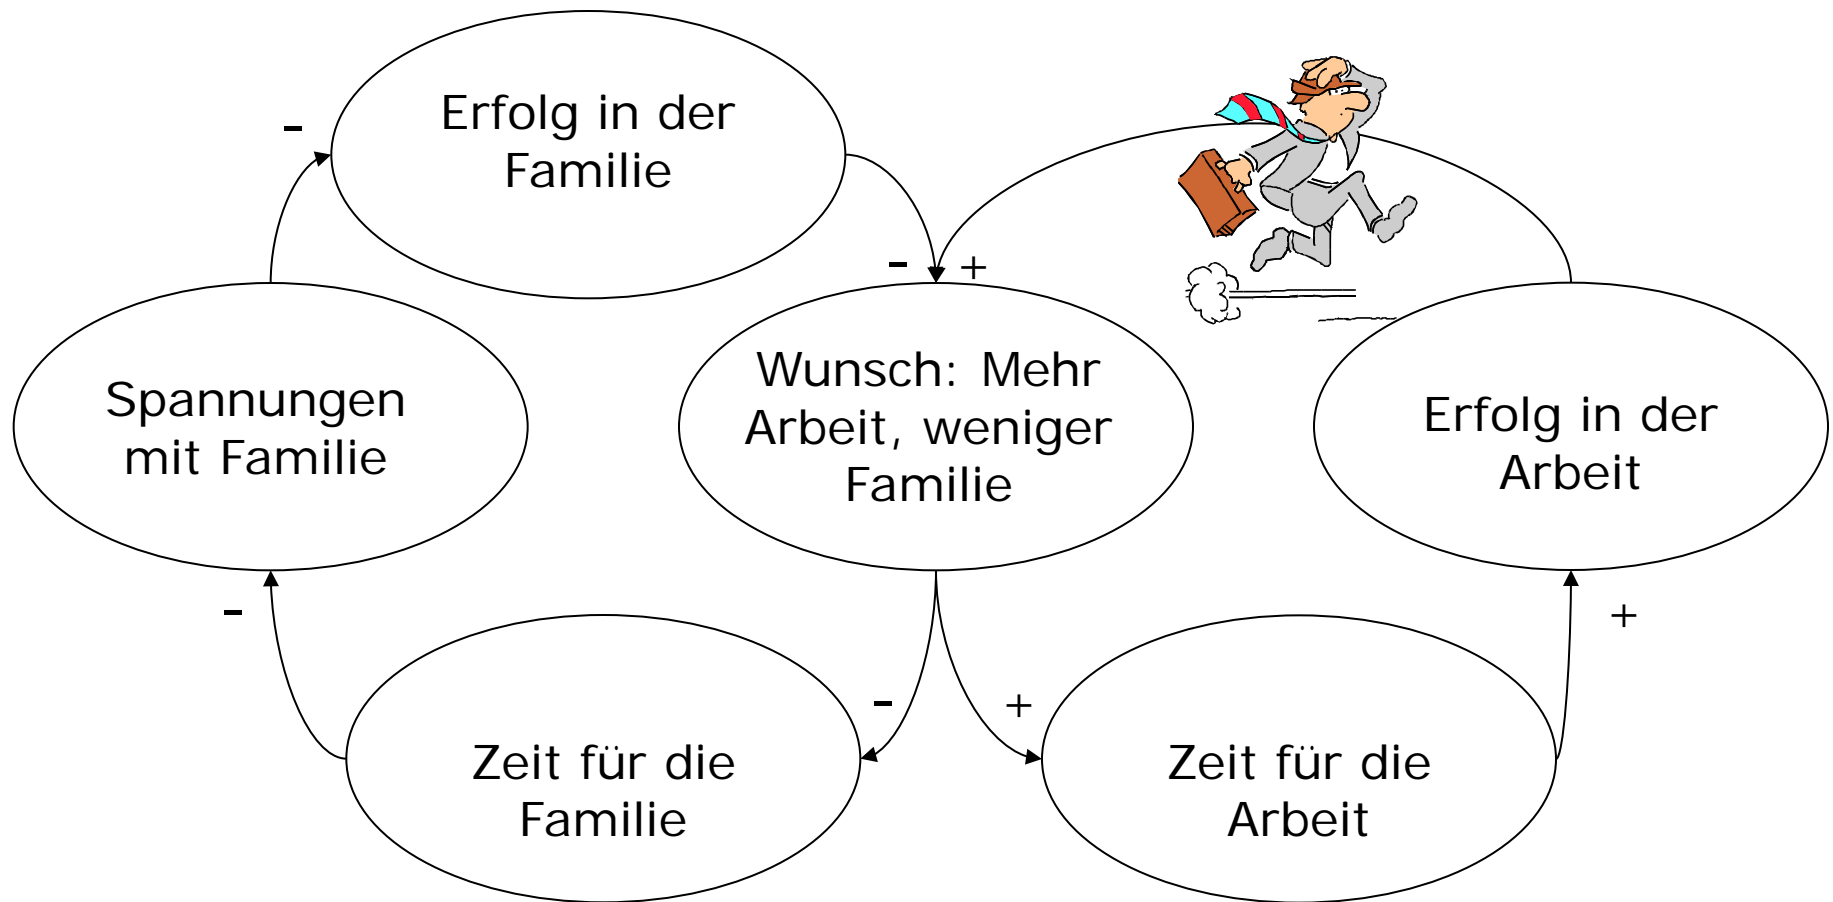 Erfolg in der
Familie
-
-
+
Wunsch: Mehr
Arbeit, weniger
Familie
Spannungen
mit Familie
Erfolg in der
Arbeit
-
+
-
+
Zeit für die
Familie
Zeit für die
Arbeit